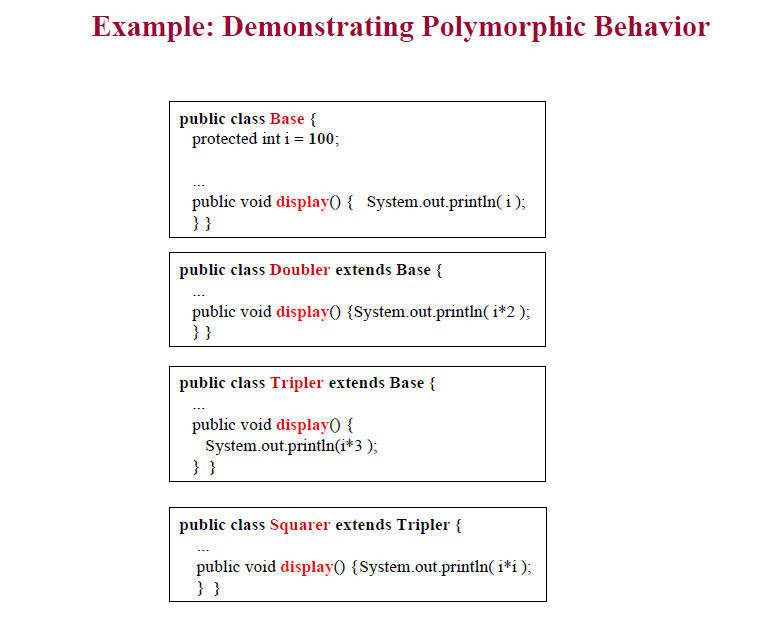 Example: Demonstrating Polymorphic Behavior
public class Base {
protected int i = 100;
...
public void display() { System.out.println( i );
} }
public class Doubler extends Base {
...
public void display() {System.out.println( i*2 );
} }
public class Tripler extends Base {
...
public void display() {
System.out.println(i*3 );
} }
public class Squarer extends Tripler {
...
public void display() {System.out.println( i*i );
} }